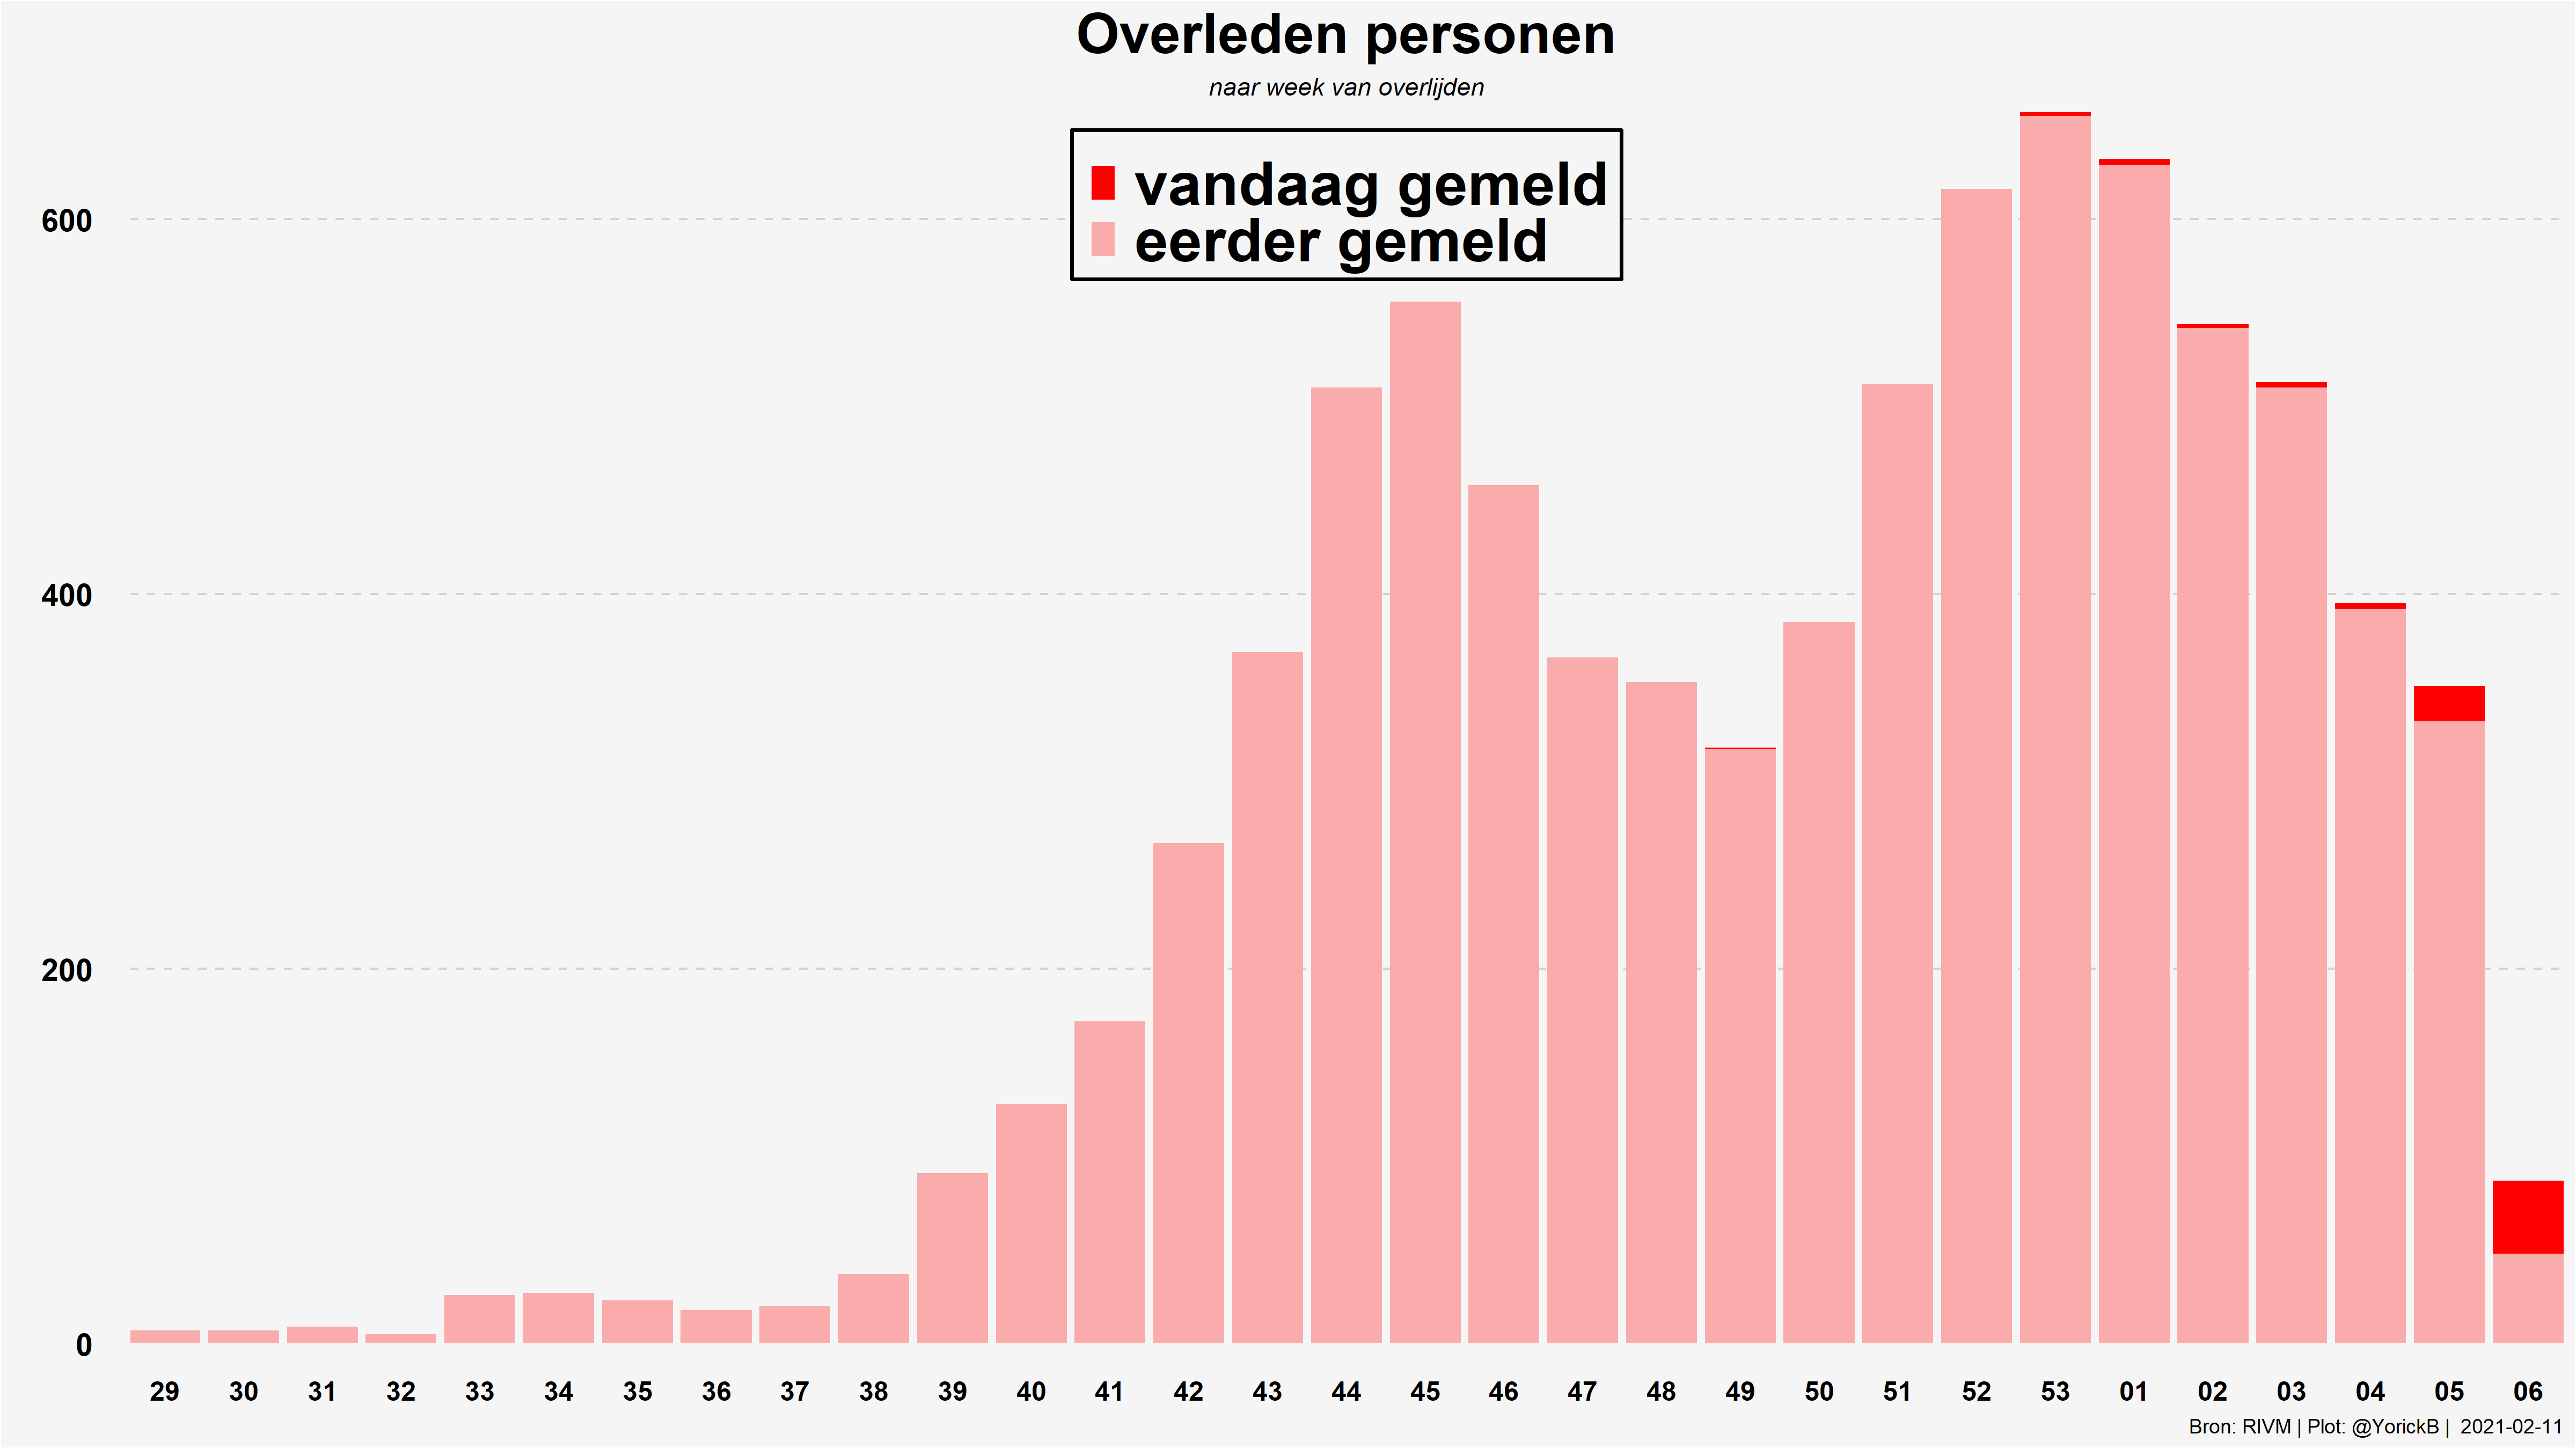 Overleden personen
naar week van overlijden
vandaag gemeld
eerder gemeld
600
400
200
0
29 30 31 32 33 34 35 36 37 38 39 40 41 42 43 44 45 46 47 48 49 50 51 52 53 01 02 03 04 05 06
Bron: RIVM | Plot: @YorickB | 2021-02-11